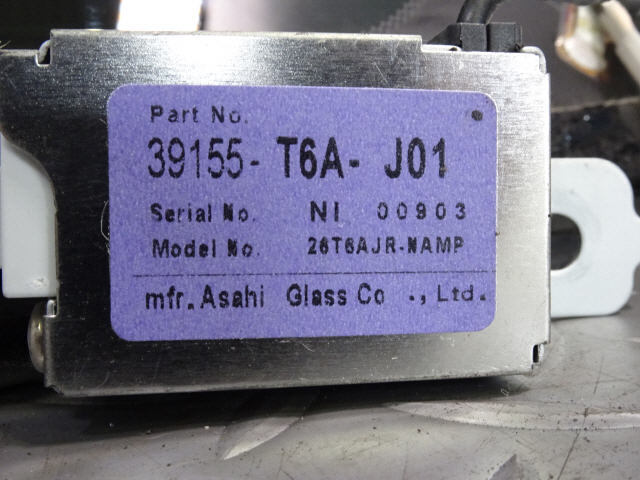 Part No.
39155- T6A- J01
Serial No. NI 00903
Model No. 26T6AJR-NAMP
mfr. Asahi Glass Co ., Ltd.